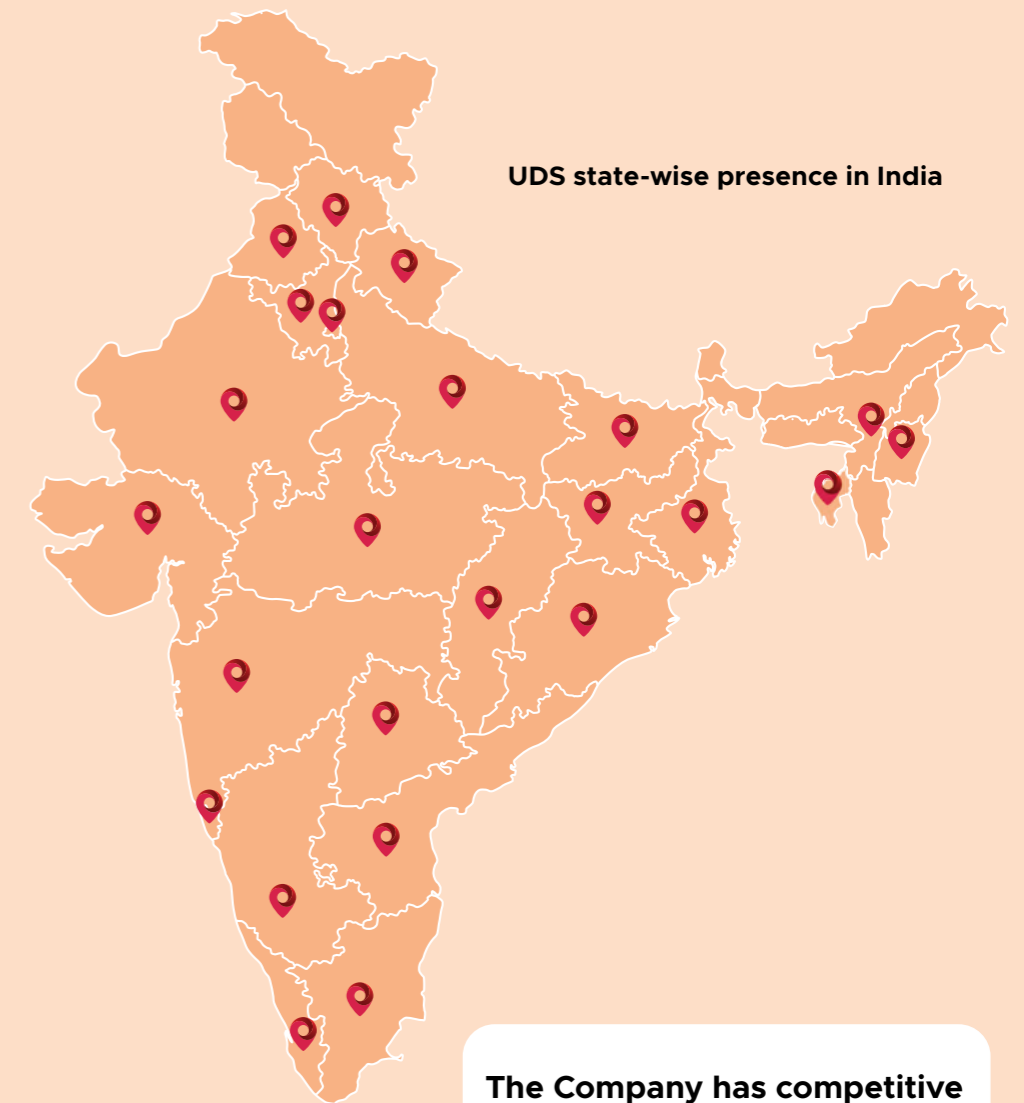 UDS state-wise presence in India
The Company has competitive